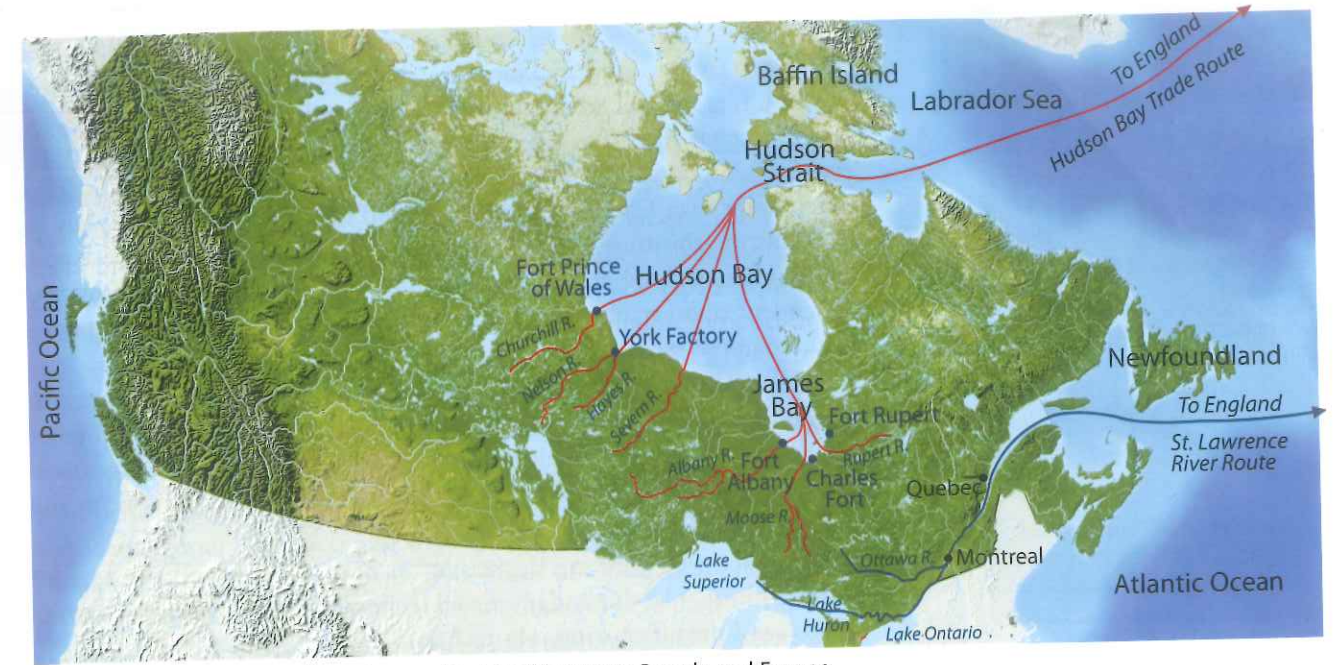 To England
Baffin Island
Labrador Sea
Hudson Bay Trade Route
Hudson
Strait
Fort Prince
of Wales
Hudson Bay
Churchill R.
York Factory
Nelson R.
Hayes R.
Severn R.
Pacific Ocean
James
Bay
Newfoundland
Fort Rupert
To England
Rupert R.
St. Lawrence
River Route
Albany R.
Fort
Albany
Charles
Fort
Quebec
Moose R.
Ottawa R.
Montreal
Lake
Superior
Atlantic Ocean
Lake
Huron
Lake Ontario